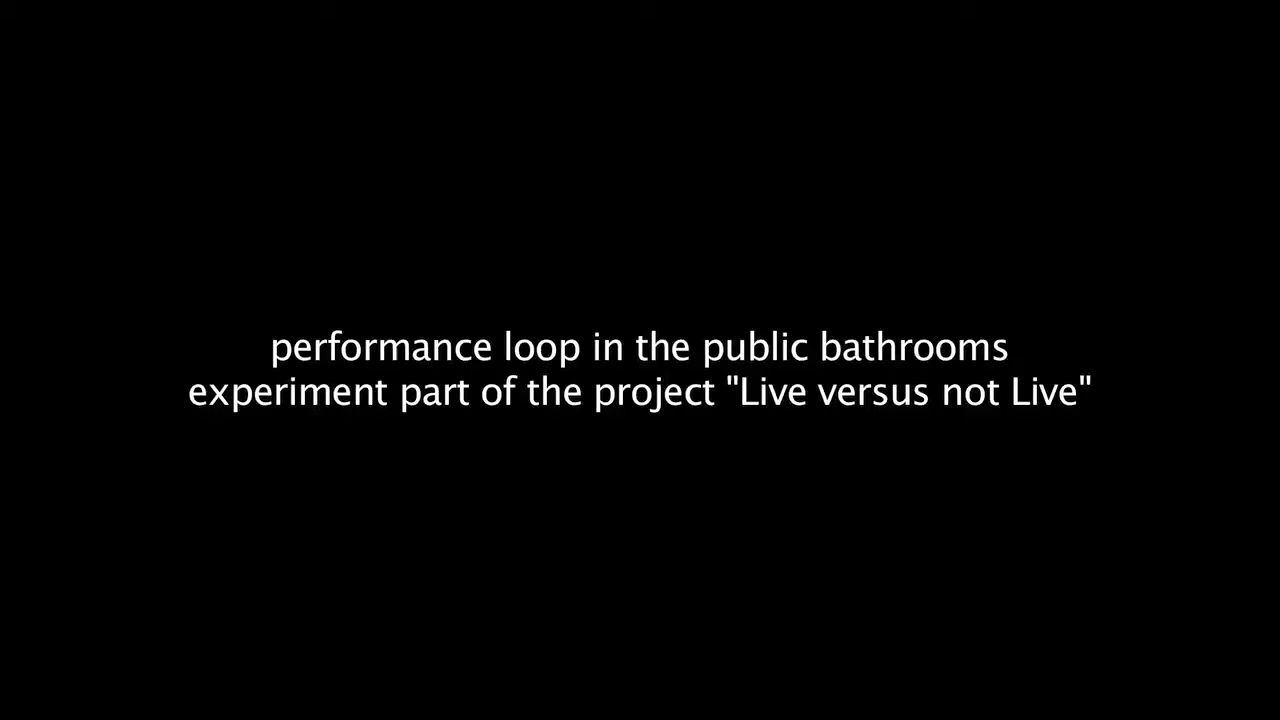 performance loop in the public bathrooms
experiment part of the project "Live versus not Live"